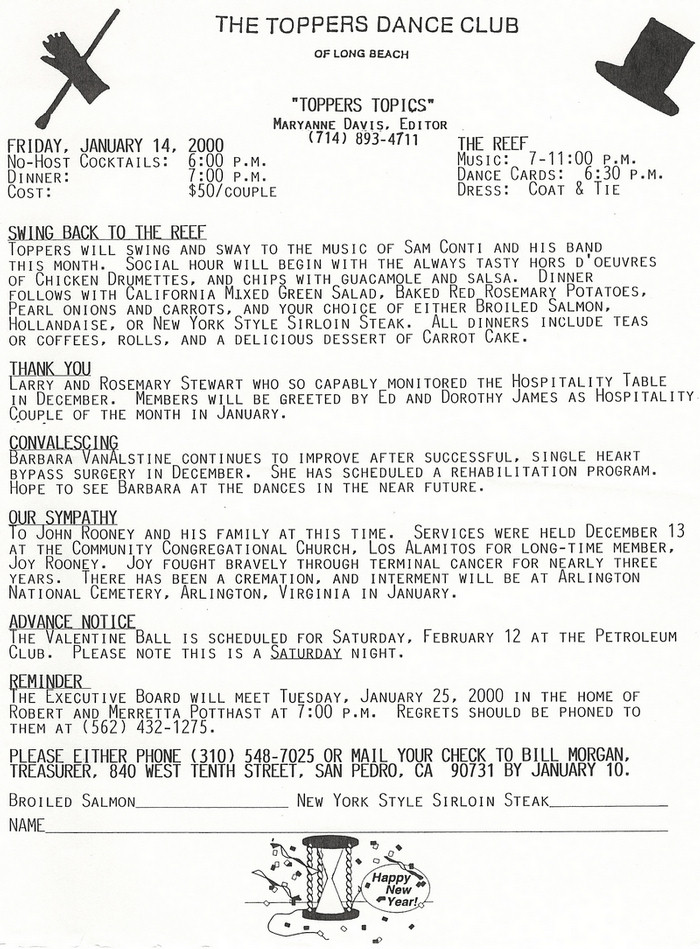 THE TOPPERS DANCE CLUB
OF LONG BEACH
"TOPPERS TOPICS"
MARYANNE DAVIS, EDITOR
(714) 893-4711
FRIDAY, JANUARY 14, 2000
NO-HOST COCKTAILS: 6:00 P.M.
DINNER: 7:00 P.M.
COST: $50/COUPLE
THE REEF
MUSIC: 7-11:00 P.M.
DANCE CARDS: 6:30 P.M.
DRESS: COAT & TIE
SWING BACK TO THE REEF
TOPPERS WILL SWING AND SWAY TO THE MUSIC OF SAM CONTI AND HIS BAND
THIS MONTH. SOCIAL HOUR WILL BEGIN WITH THE ALWAYS TASTY HORS D'OEUVRES
OF CHICKEN DRUMETTES, AND CHIPS WITH GUACAMOLE AND SALSA. DINNER
FOLLOWS WITH CALIFORNIA MIXED GREEN SALAD, BAKED RED ROSEMARY POTATOES,
PEARL ONIONS AND CARROTS, AND YOUR CHOICE OF EITHER BROILED SALMON,
HOLLANDAISE, OR NEW YORK STYLE SIRLOIN STEAK. ALL DINNERS INCLUDE TEAS
OR COFFEES, ROLLS, AND A DELICIOUS DESSERT OF CARROT CAKE.
THANK YOU
LARRY AND ROSEMARY STEWART WHO SO CAPABLY MONITORED THE HOSPITALITY TABLE
IN DECEMBER. MEMBERS WILL BE GREETED BY ED AND DOROTHY JAMES AS HOSPITALITY
COUPLE OF THE MONTH IN JANUARY.
CONVALESCING
BARBARA VANALSTINE CONTINUES TO IMPROVE AFTER SUCCESSFUL, SINGLE HEART
BYPASS SURGERY IN DECEMBER. SHE HAS SCHEDULED A REHABILITATION PROGRAM.
HOPE TO SEE BARBARA AT THE DANCES IN THE NEAR FUTURE.
OUR SYMPATHY
TO JOHN ROONEY AND HIS FAMILY AT THIS TIME. SERVICES WERE HELD DECEMBER 13
AT THE COMMUNITY CONGREGATIONAL CHURCH, LOS ALAMITOS FOR LONG-TIME MEMBER,
JOY ROONEY. JOY FOUGHT BRAVELY THROUGH TERMINAL CANCER FOR NEARLY THREE
YEARS. THERE HAS BEEN A CREMATION, AND INTERMENT WILL BE AT ARLINGTON
NATIONAL CEMETERY, ARLINGTON, VIRGINIA IN JANUARY.
ADVANCE NOTICE
THE VALENTINE BALL IS SCHEDULED FOR SATURDAY, FEBRUARY 12 AT THE PETROLEUM
CLUB. PLEASE NOTE THIS IS A SATURDAY NIGHT.
REMINDER
THE EXECUTIVE BOARD WILL MEET TUESDAY, JANUARY 25, 2000 IN THE HOME OF
ROBERT AND MERRETTA POTTHAST AT 7:00 P.M. REGRETS SHOULD BE PHONED TO
THEM AT (562) 432-1275.
PLEASE EITHER PHONE (310) 548-7025 OR MAIL YOUR CHECK TO BILL MORGAN,
TREASURER, 840 WEST TENTH STREET, SAN PEDRO, CA 90731 BY JANUARY 10.
BROILED SALMON________________ NEW YORK STYLE SIRLOIN STEAK____________
NAME________________
Happy
New
Year!